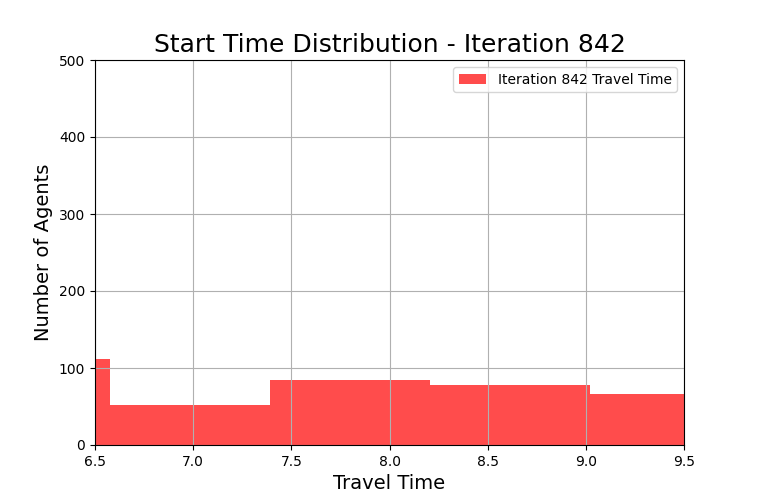 Start Time Distribution - Iteration 842
Iteration 842 Travel Time
Number of Agents
500
400
300
200
100
0
6.5 7.0 7.5 8.0 8.5 9.0 9.5
Travel Time